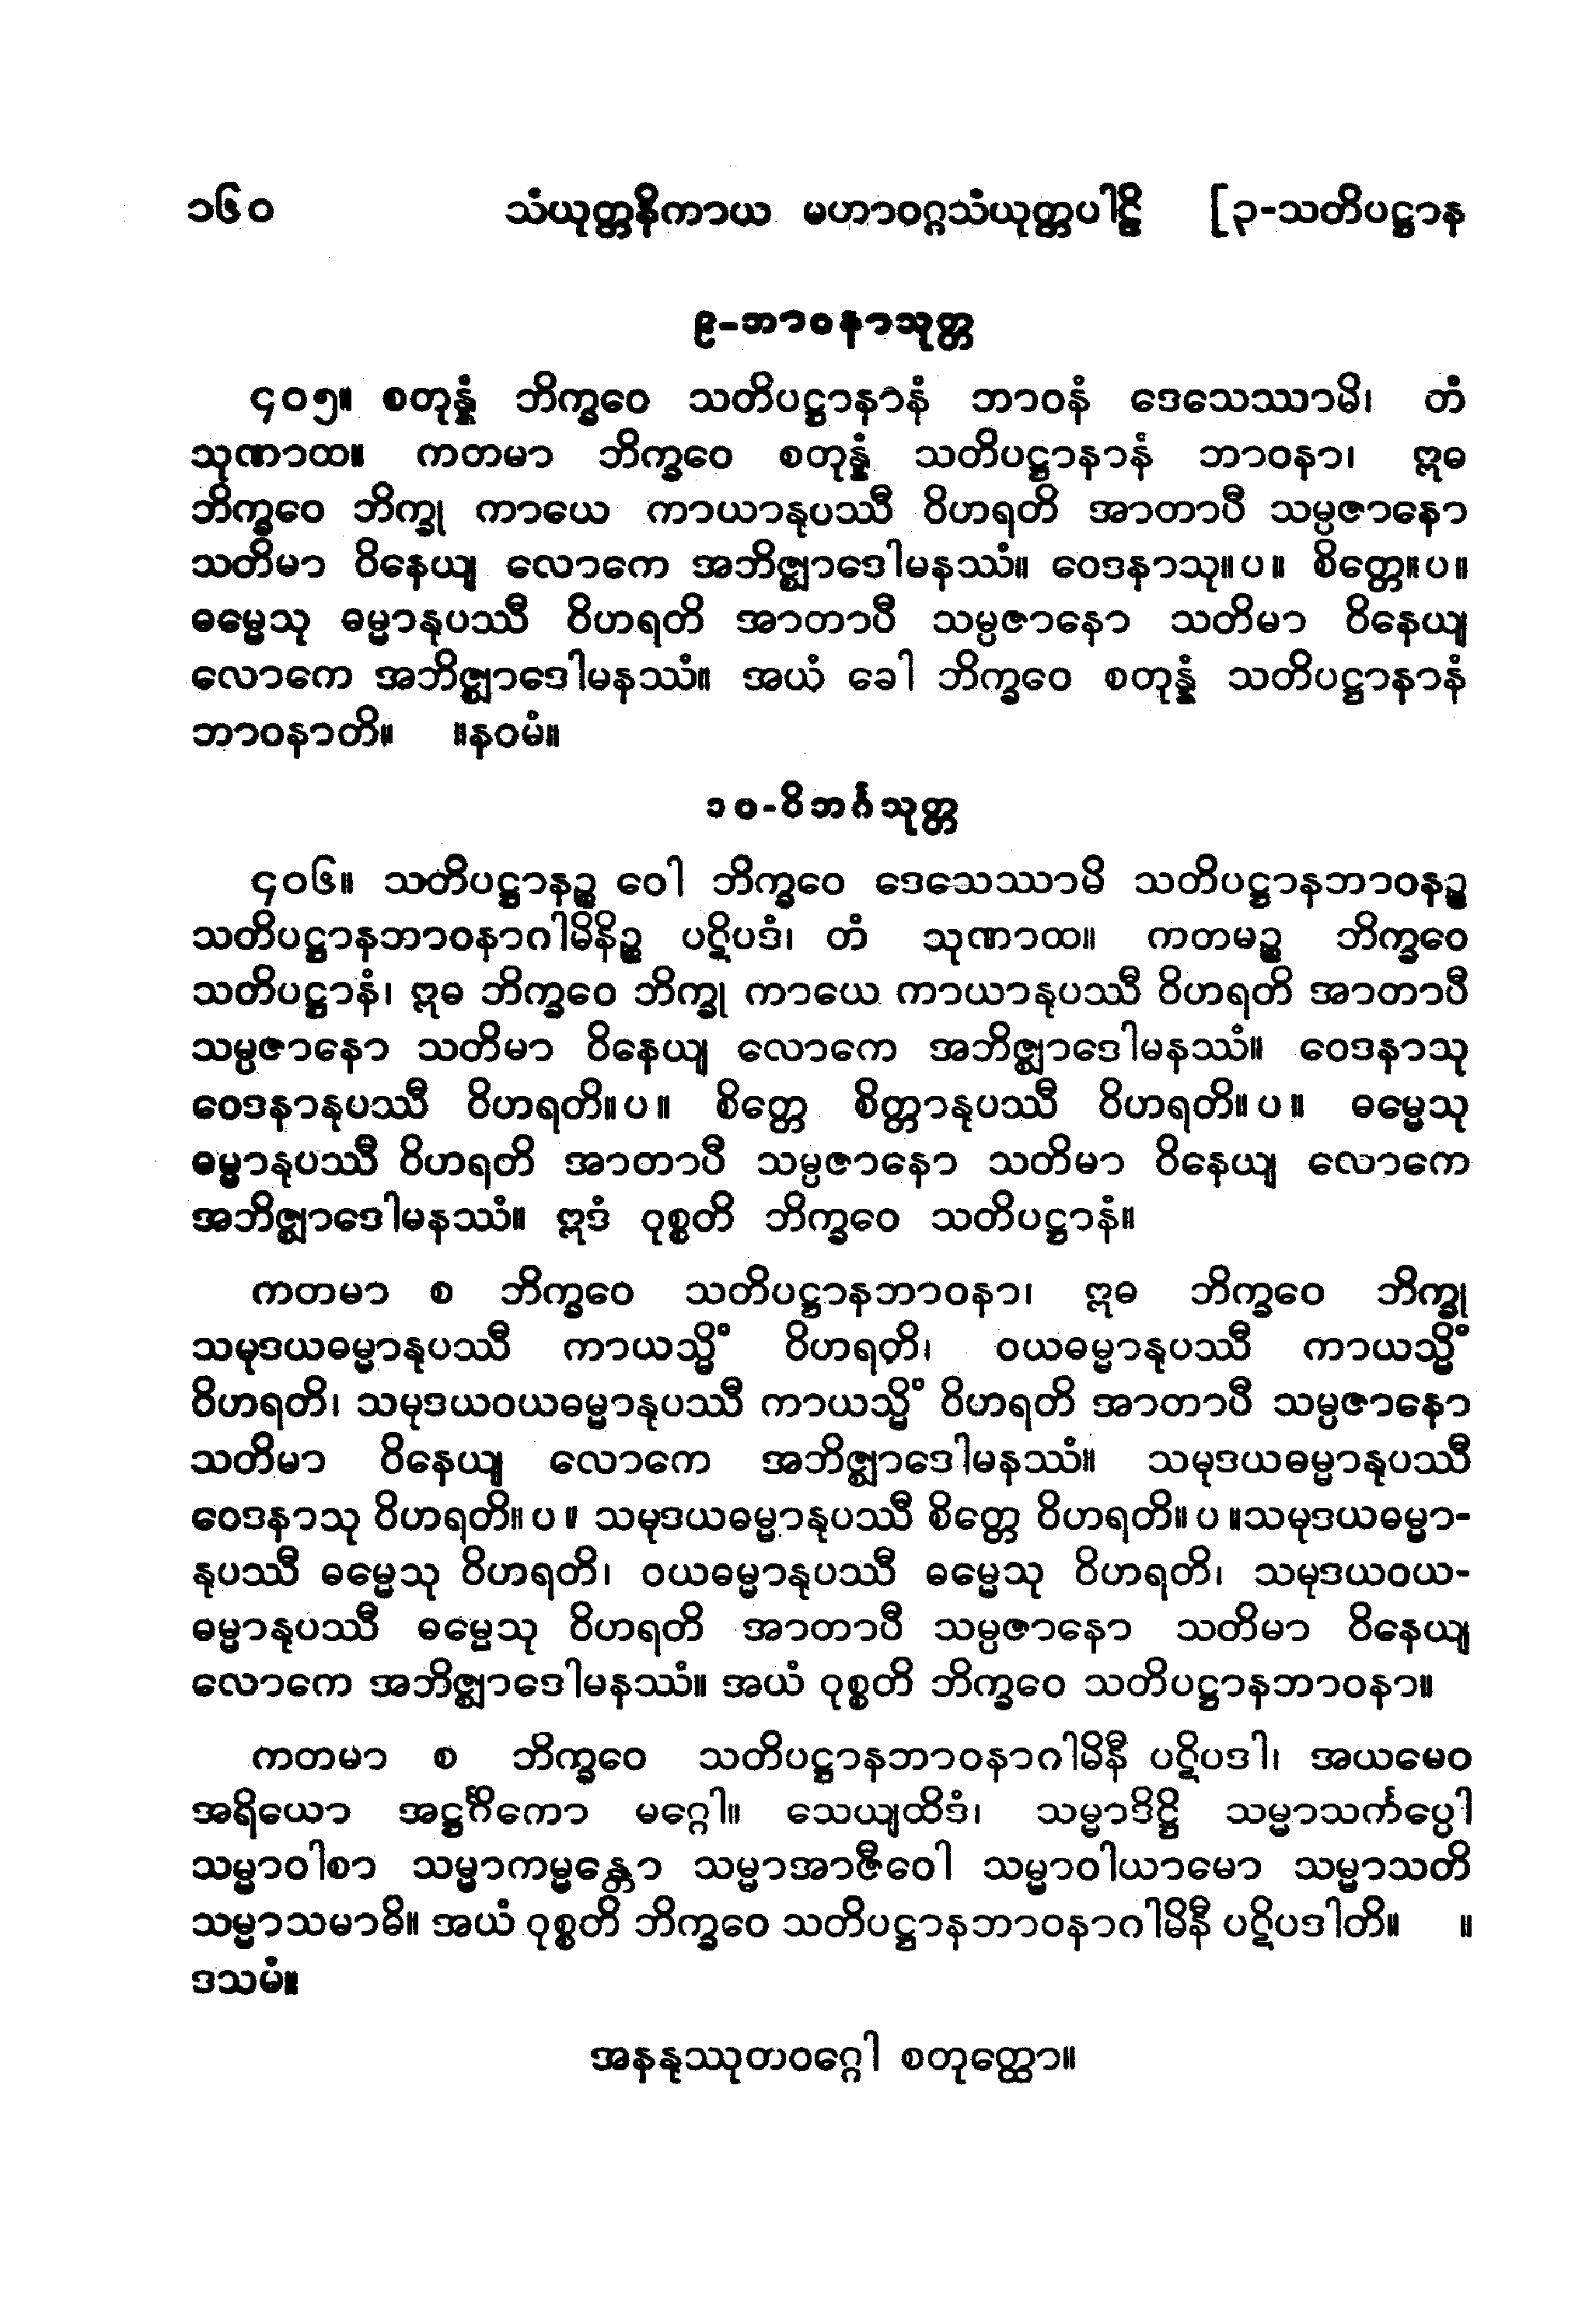 ၁၆၀ သံယုတ္တနိကာယ မဟာဝဂ္ဂသံယုတ္တပါဠိ [၃-သတိပဋ္ဌာန
၉-ဘာဝနာသုတ္တ
၄၀၅။ စတုန္နံ ဘိက္ခဝေ သတိပဋ္ဌာနာနံ ဘာဝနံ ဒေသေဿာမိ၊ တံ
သုဏာထ။ ကတမာ ဘိက္ခဝေ စတုန္နံ သတိပဋ္ဌာနာနံ ဘာဝနာ၊ ဣဓ
ဘိက္ခဝေ ဘိက္ခု ကာယေ ကာယာနုပဿီ ဝိဟရတိ အာတာပီ သမ္ပဇာနော
သတိမာ ဝိနေယျ လောကေ အဘိဇ္ဈာဒေါမနဿံ။ ဝေဒနာသု။ပ။ စိတ္တေ။ပ။
ဓမ္မေသု ဓမ္မာနုပဿီ ဝိဟရတိ အာတာပီ သမ္ပဇာနော သတိမာ ဝိနေယျ
လောကေ အဘိဇ္ဈာဒေါမနဿံ။ အယံ ခေါ ဘိက္ခဝေ စတုန္နံ သတိပဋ္ဌာနာနံ
ဘာဝနာတိ။ ။နဝမံ။
၁၀-ဝိဘင်္ဂသုတ္တ
၄၀၆။ သတိပဋ္ဌာနဉ္စ ဝေါ ဘိက္ခဝေ ဒေသေဿာမိ သတိပဋ္ဌာနဘာဝနဉ္စ
သတိပဋ္ဌာနဘာဝနာဂါမိနိဉ္စ ပဋိပဒံ၊ တံ သုဏာထ။ ကတမဉ္စ ဘိက္ခဝေ
သတိပဋ္ဌာနံ၊ ဣဓ ဘိက္ခဝေ ဘိက္ခု ကာယေ ကာယာနုပဿီ ဝိဟရတိ အာတာပီ
သမ္ပဇာနော သတိမာ ဝိနေယျ လောကေ အဘိဇ္ဈာဒေါမနဿံ။ ဝေဒနာသု
ဝေဒနာနုပဿီ ဝိဟရတိ။ပ။ စိတ္တေ စိတ္တာနုပဿီ ဝိဟရတိ။ပ။ ဓမ္မေသု
ဓမ္မာနုပဿီ ဝိဟရတိ အာတာပီ သမ္ပဇာနော သတိမာ ဝိနေယျ လောကေ
အဘိဇ္ဈာဒေါမနဿံ။ ဣဒံ ဝုစ္စတိ ဘိက္ခဝေ သတိပဋ္ဌာနံ။
ကတမာ စ ဘိက္ခဝေ သတိပဋ္ဌာနဘာဝနာ၊ ဣဓ ဘိက္ခဝေ ဘိက္ခု
သမုဒယဓမ္မာနုပဿီ ကာယသ္မိံ ဝိဟရတိ၊ ဝယဓမ္မာနုပဿီ ကာယသ္မိံ
ဝိဟရတိ၊ သမုဒယဝယဓမ္မာနုပဿီ ကာယသ္မိံ ဝိဟရတိ အာတာပီ သမ္ပဇာနော
သတိမာ ဝိနေယျ လောကေ အဘိဇ္ဈာဒေါမနဿံ။ သမုဒယဓမ္မာနုပဿီ
ဝေဒနာသု ဝိဟရတိ။ပ။ သမုဒယဓမ္မာနုပဿီ စိတ္တေ ဝိဟရတိ။ပ။သမုဒယဓမ္မာ-
နုပဿီ ဓမ္မေသု ဝိဟရတိ၊ ဝယဓမ္မာနုပဿီ ဓမ္မေသု ဝိဟရတိ၊ သမုဒယဝယ-
ဓမ္မာနုပဿီ ဓမ္မေသု ဝိဟရတိ အာတာပီ သမ္ပဇာနော သတိမာ ဝိနေယျ
လောကေ အဘိဇ္ဈာဒေါမနဿံ။ အယံ ဝုစ္စတိ ဘိက္ခဝေ သတိပဋ္ဌာနဘာဝနာ။
ကတမာ စ ဘိက္ခဝေ သတိပဋ္ဌာနဘာဝနာဂါမိနီ ပဋိပဒါ၊ အယမေဝ
အရိယော အဋ္ဌင်္ဂိကော မဂ္ဂေါ။ သေယျထိဒံ၊ သမ္မာဒိဋ္ဌိ သမ္မာသင်္ကပ္ပေါ
သမ္မာဝါစာ သမ္မာကမ္မန္တော သမ္မာအာဇီဝေါ သမ္မာဝါယာမော သမ္မာသတိ
သမ္မာသမာဓိ။ အယံ ဝုစ္စတိ ဘိက္ခဝေ သတိပဋ္ဌာနဘာဝနာဂါမိနီ ပဋိပဒါတိ။ ။
ဒသမံ။
အနနုဿုတဝဂ္ဂေါ စတုတ္ထော။